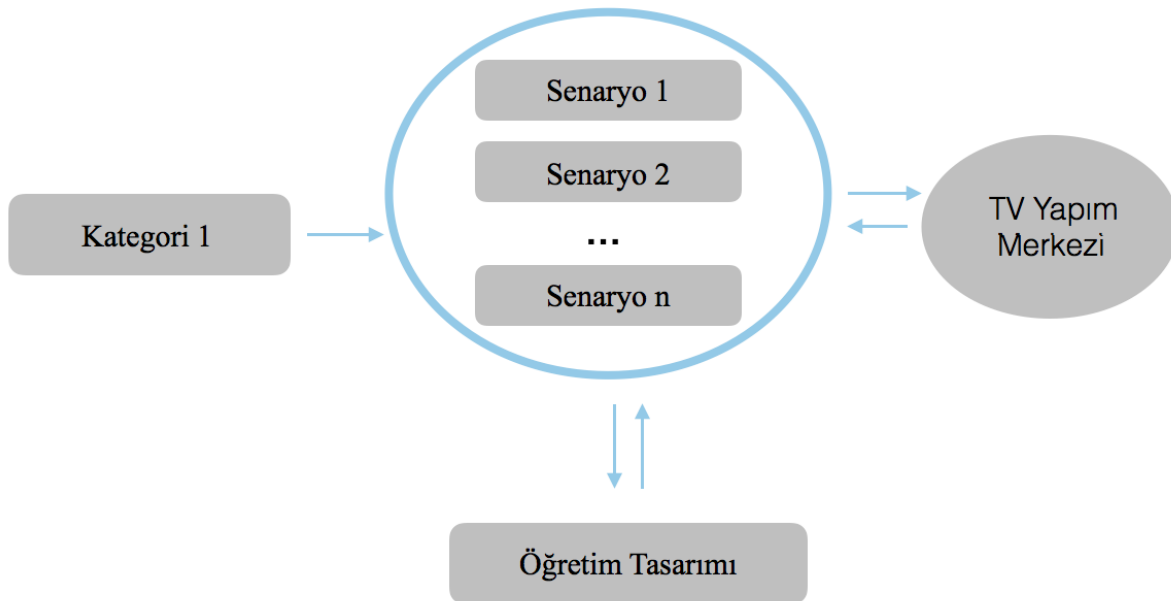 Senaryo 1
Senaryo 2
...
Senaryo n
Kategori 1
TV Yapım
Merkezi
Öğretim Tasarımı